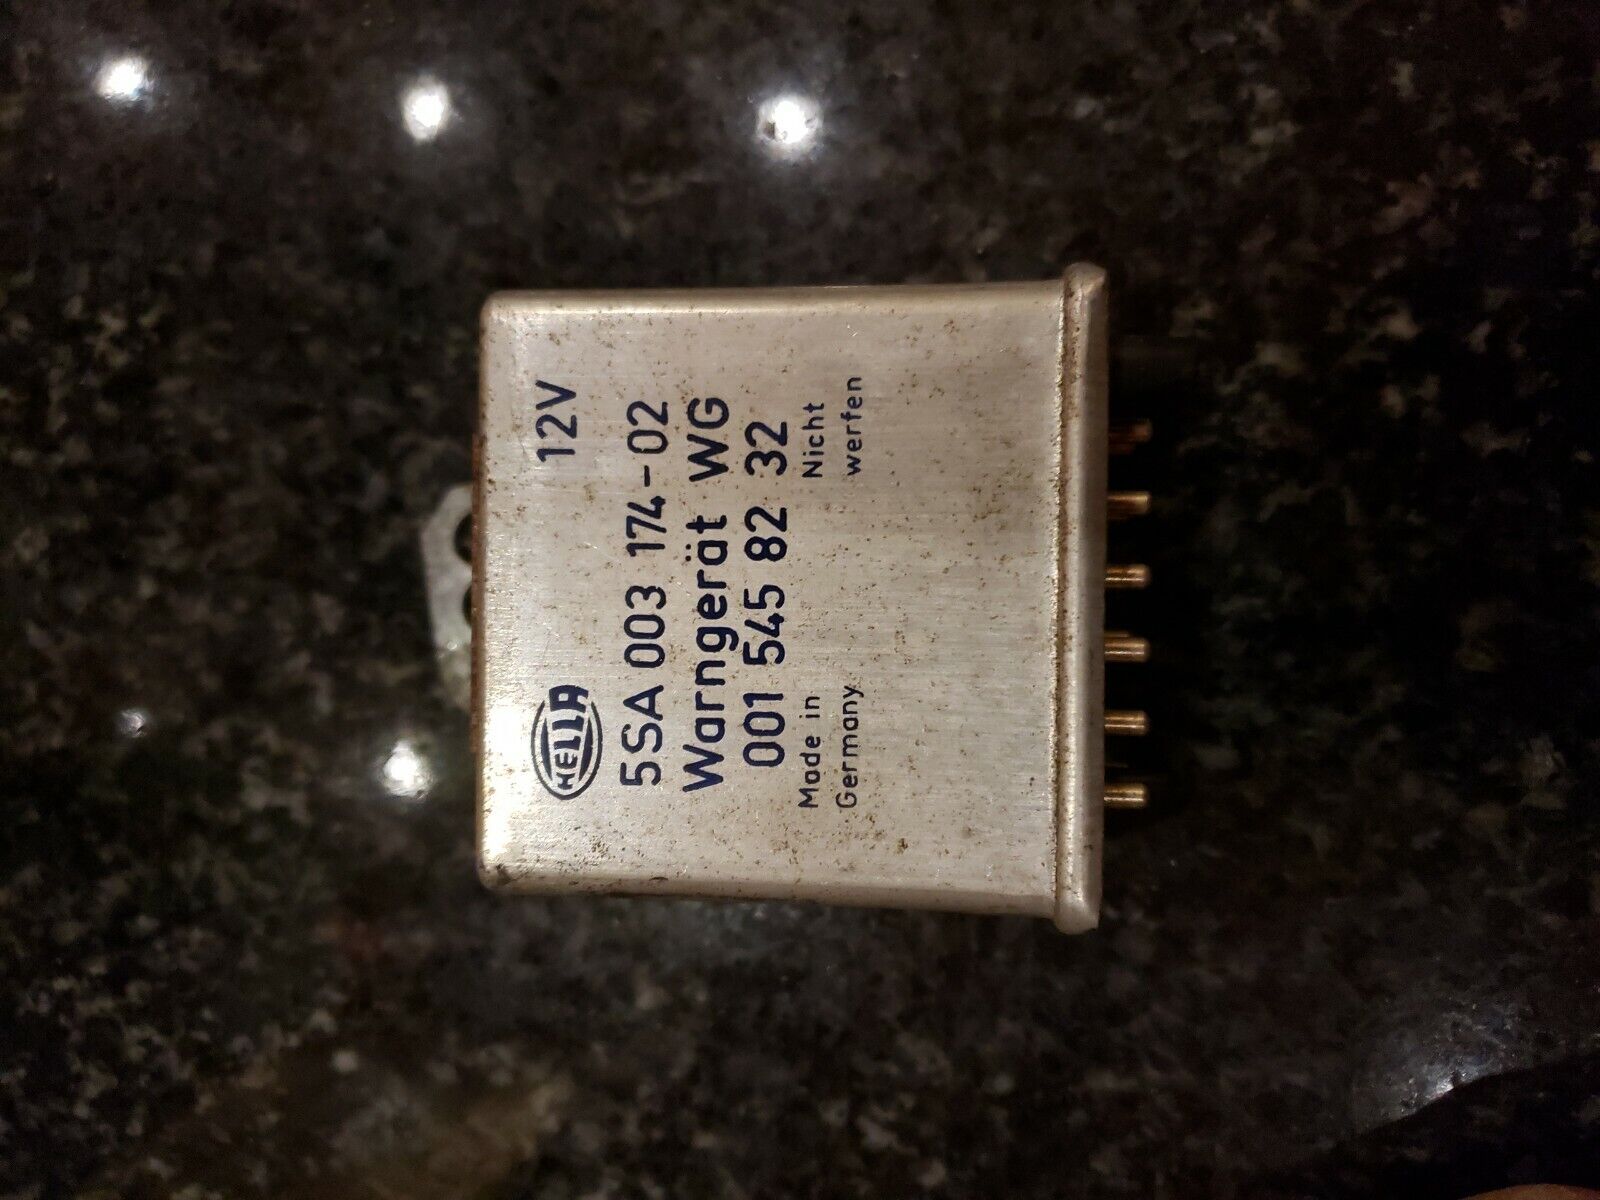 12V
HELLA
5SA 003 174-02
Warngerät WG
001 545 82 32
Made in Nicht
Germany werfen